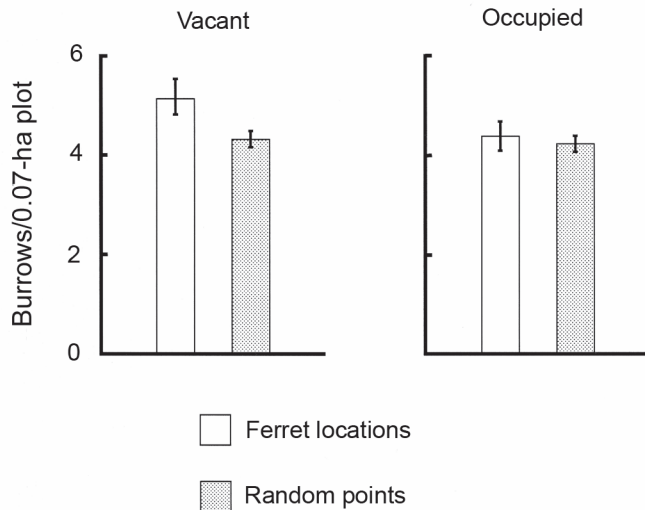 Vacant
Occupied
Burrows/0.07-ha plot
6
4
2
0
Ferret locations
Random points